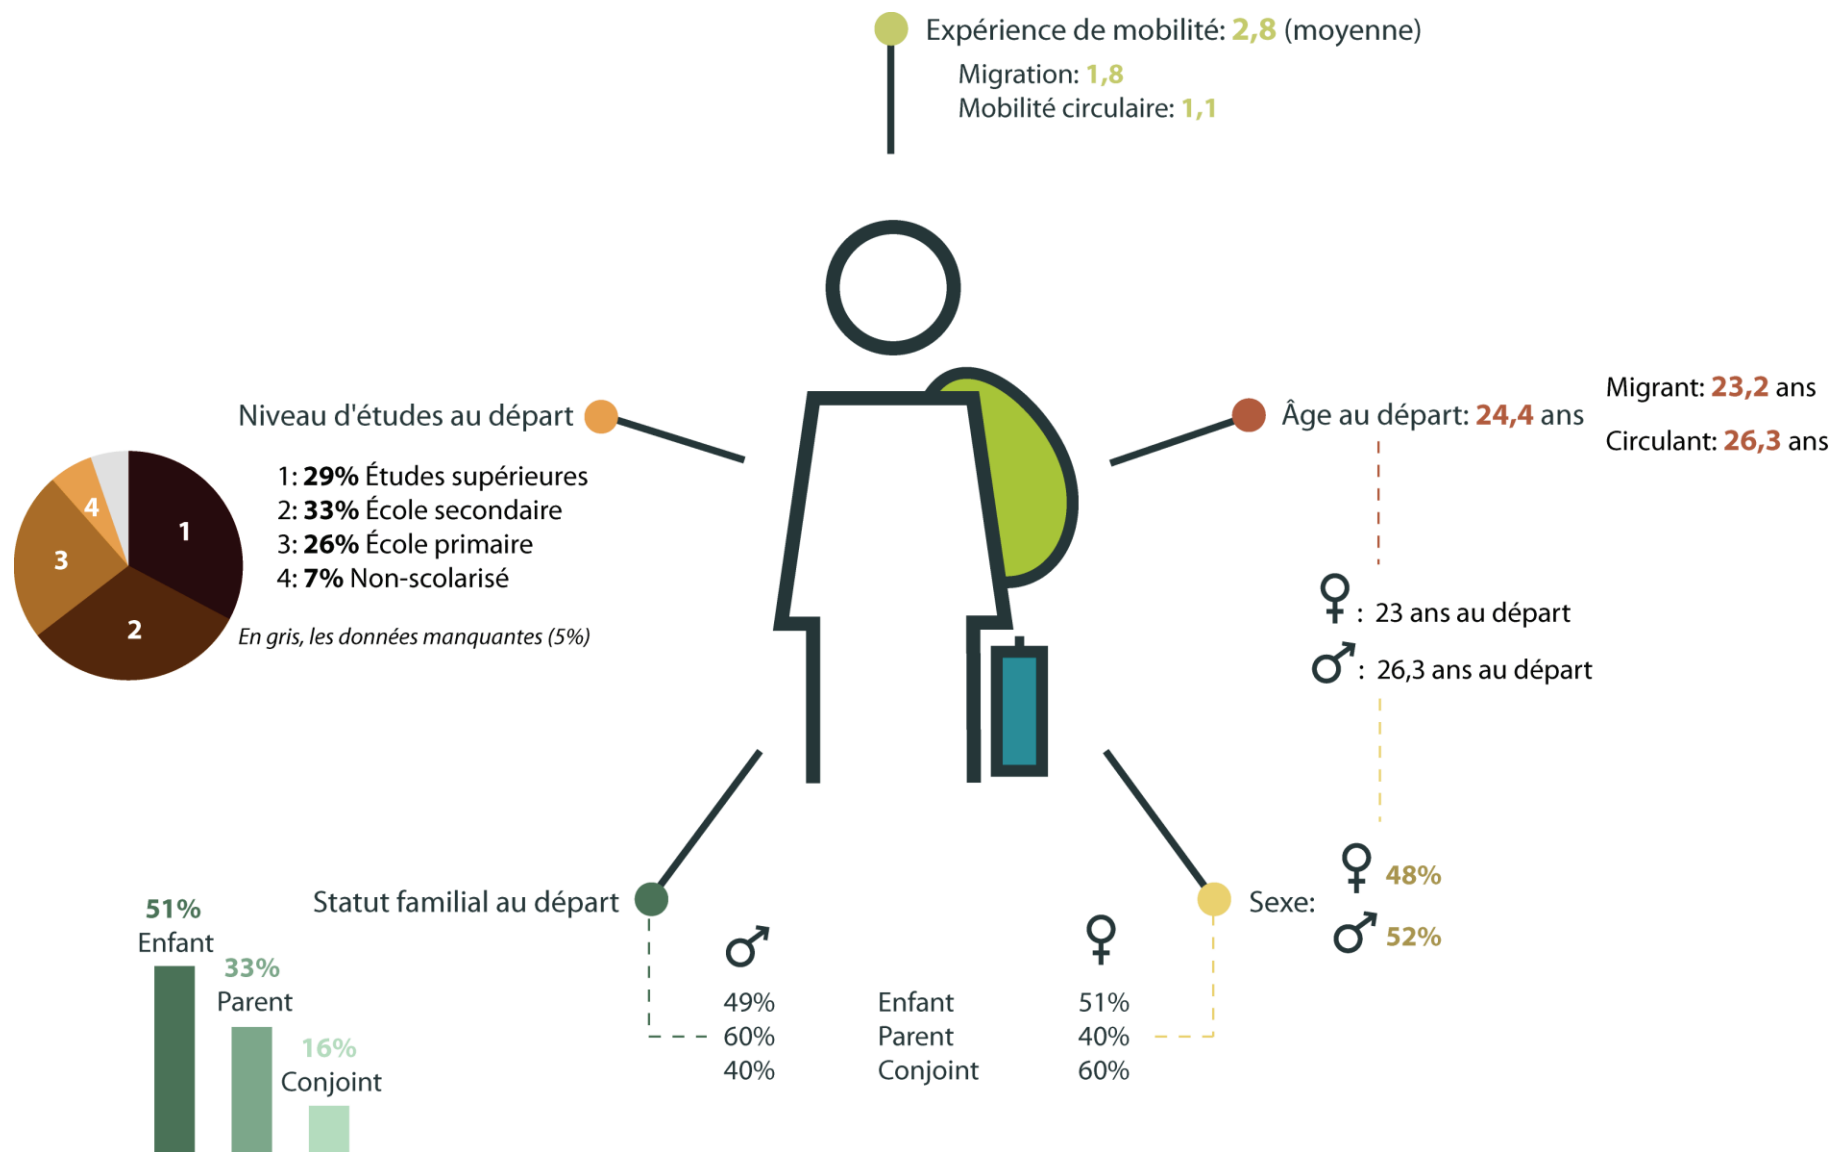 Expérience de mobilité: 2,8 (moyenne)
Migration: 1,8
Mobilité circulaire: 1,1
Niveau d'études au départ
1: 29% Études supérieures
2: 33% École secondaire
3: 26% École primaire
4: 7% Non-scolarisé
En gris, les données manquantes (5%)
1
2
3
4
Âge au départ: 24,4 ans
Migrant: 23,2 ans
Circulant: 26,3 ans
♀ : 23 ans au départ
♂ : 26,3 ans au départ
Statut familial au départ
51%
Enfant
33%
Parent
16%
Conjoint
♂ ♀
49% Enfant 51%
60% Parent 40%
40% Conjoint 60%
Sexe:
♀ 48%
♂ 52%